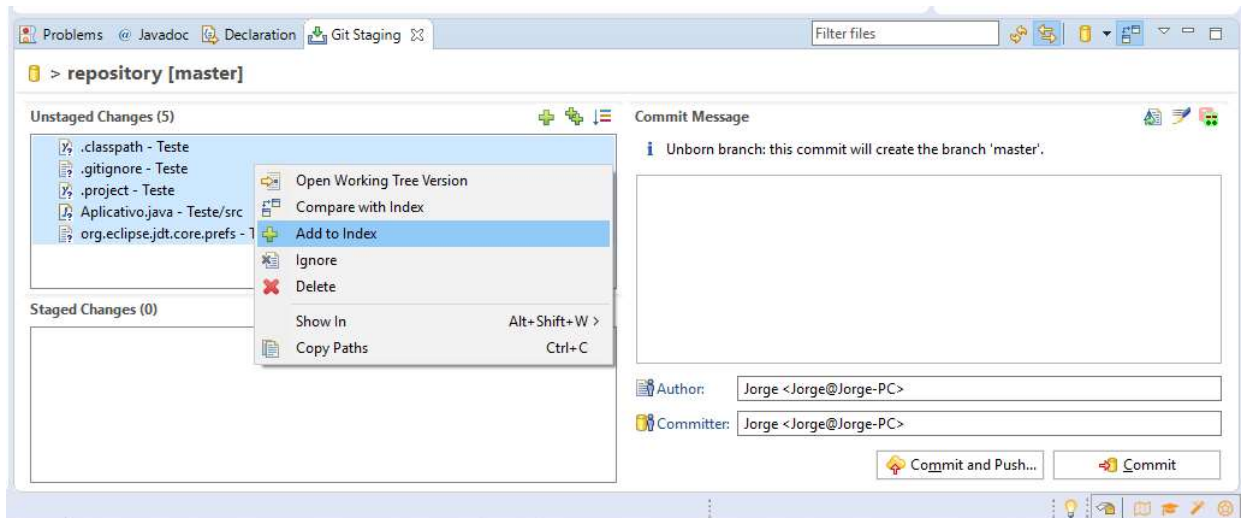 Problems @ Javadoc Declaration Git Staging
Filter files
> repository [master]
Unstaged Changes (5)
.classpath - Teste
.gitignore - Teste
.project - Teste
Aplicativo.java - Teste/src
org.eclipse.jdt.core.prefs - T
Open Working Tree Version
Compare with Index
Add to Index
Ignore
Delete
Show In Alt+Shift+W >
Copy Paths Ctrl+C
Staged Changes (0)
Commit Message
Unborn branch: this commit will create the branch 'master'.
Author: Jorge <Jorge@Jorge-PC>
Committer: Jorge <Jorge@Jorge-PC>
Commit and Push... Commit